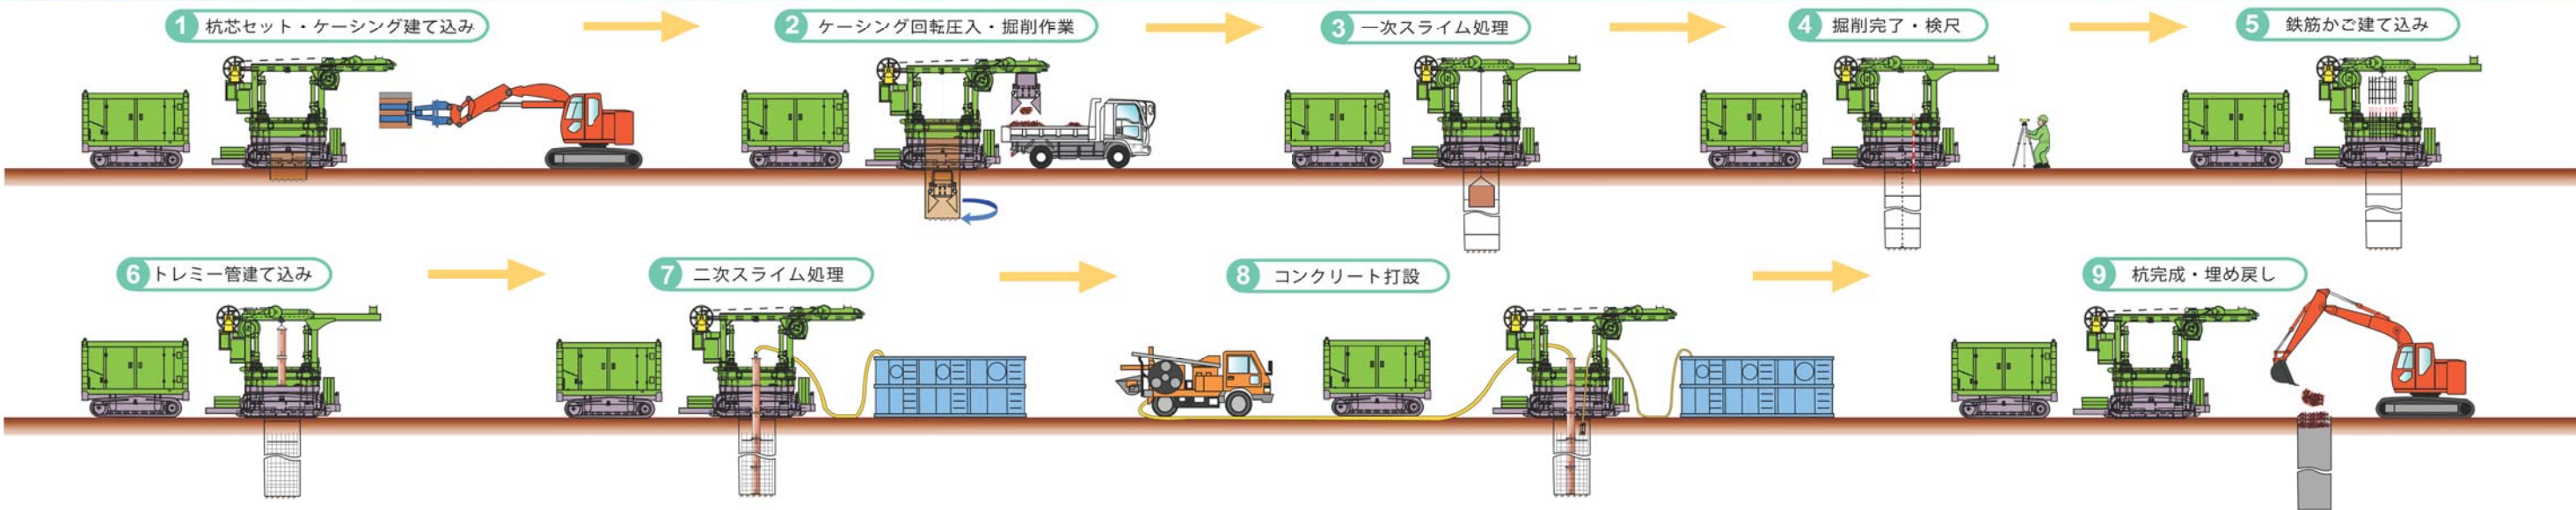 1 杭芯セット・ケーシング建て込み
2 ケーシング回転圧入・掘削作業
3 一次スライム処理
4 掘削完了・検尺
5 鉄筋かご建て込み
6 トレミー管建て込み
7 二次スライム処理
8 コンクリート打設
9 杭完成・埋め戻し